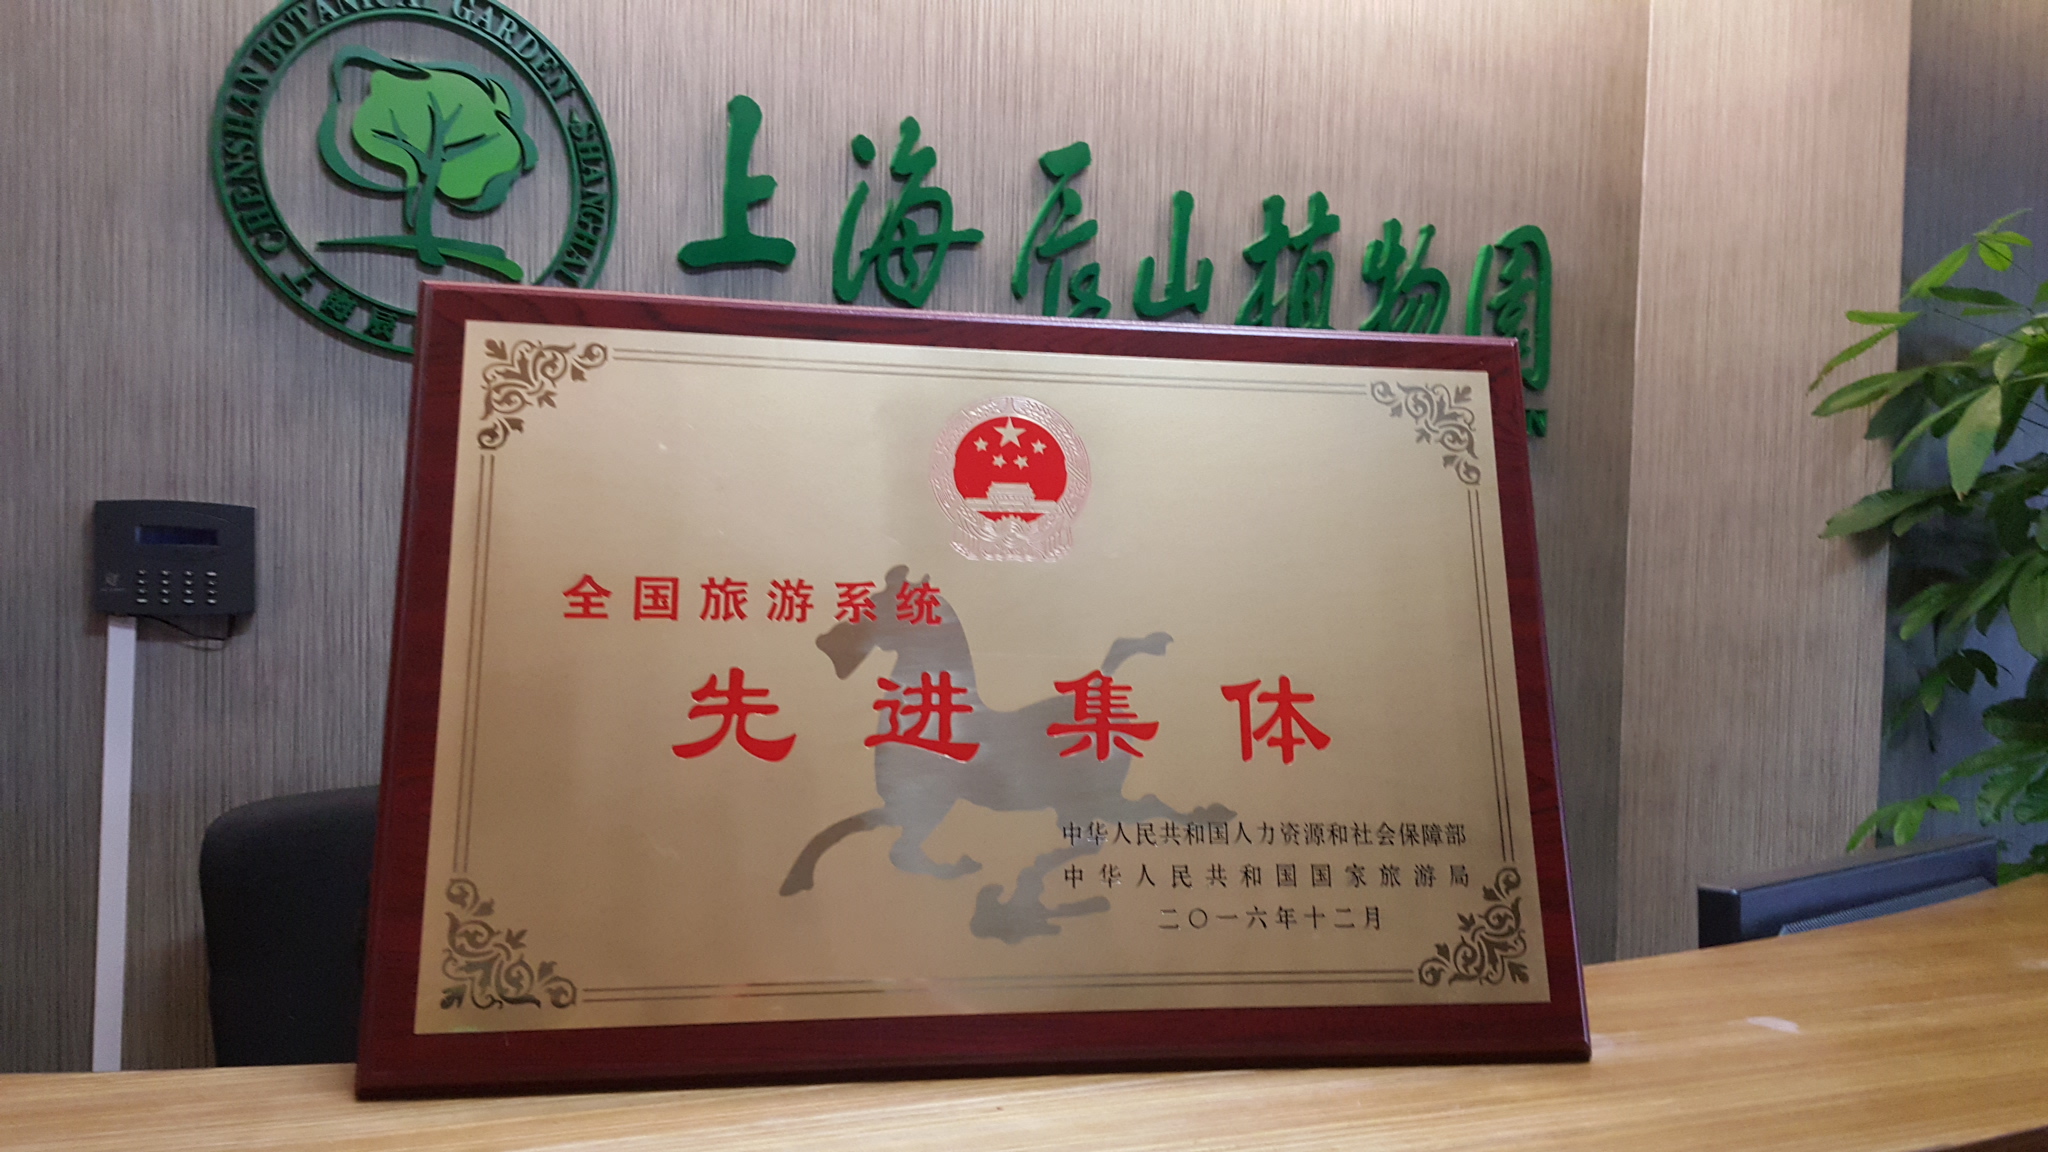 CHENSHAN BOTANICAL GARDEN SHANGHAI
上海辰山植物园
全国旅游系统
先进集体
中华人民共和国人力资源和社会保障部
中华人民共和国国家旅游局
二〇一六年十二月